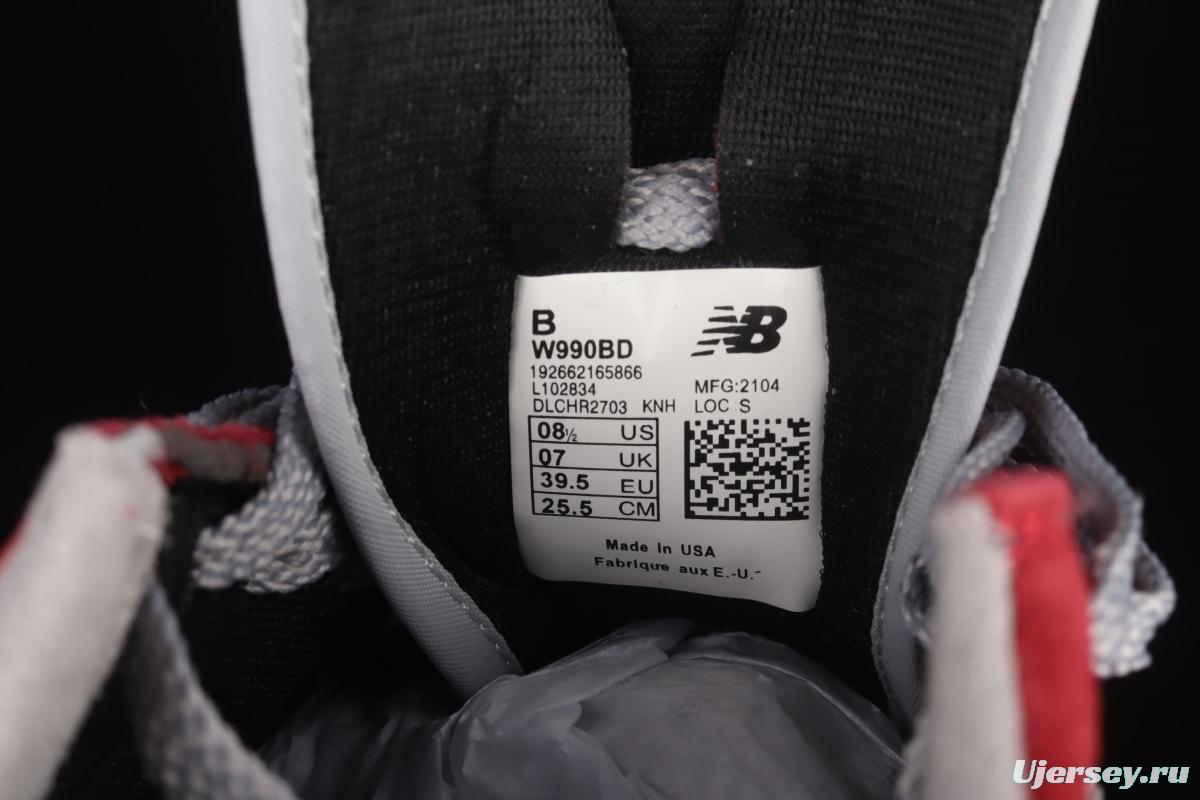 B
W990BD
NB
192662165866
L102834
MFG:2104
DLCHR2703 KNH
LOC S
08½ US
07 UK
39.5 EU
25.5 CM
Made In USA
Fabrique aux E.-U.
Ujersey.ru